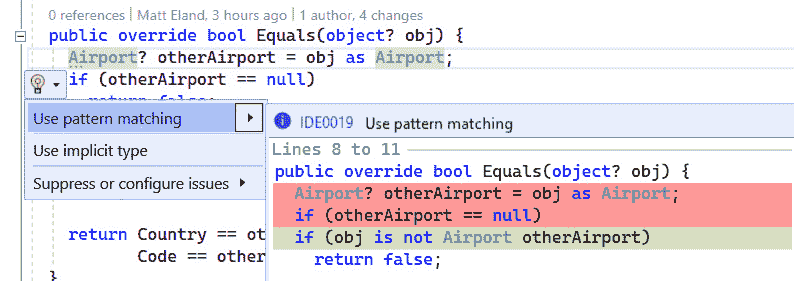 0 references | Matt Eland, 3 hours ago | 1 author, 4 changes
public override bool Equals(object? obj) {
Airport? otherAirport = obj as Airport;
if (otherAirport == null)
return false;
Use pattern matching
Use implicit type
Suppress or configure issues
return Country == ot
Code == other
}
IDE0019 Use pattern matching
Lines 8 to 11
public override bool Equals(object? obj) {
Airport? otherAirport = obj as Airport;
if (otherAirport == null)
if (obj is not Airport otherAirport)
return false;